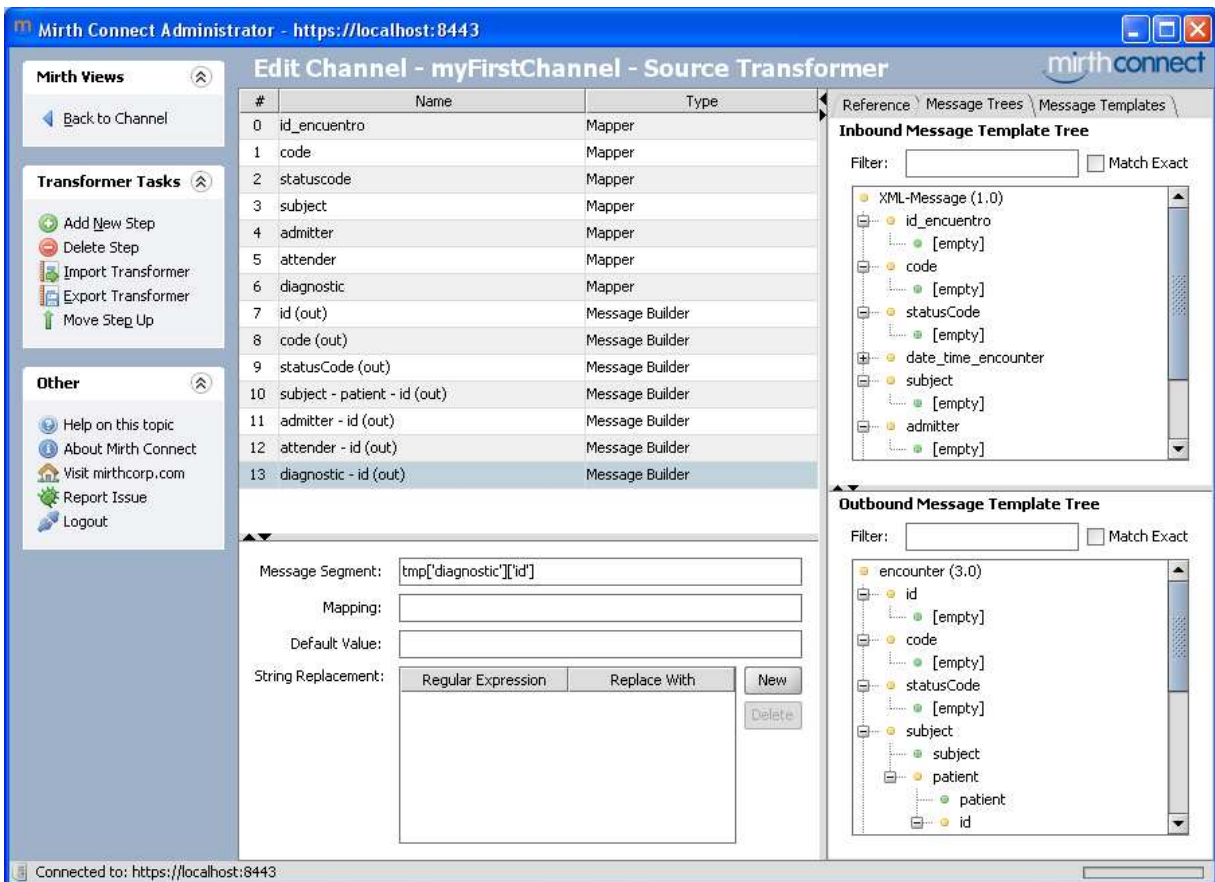 Mirth Connect Administrator - https://localhost:8443
Mirth Views
Back to Channel
Transformer Tasks
Add New Step
Delete Step
Import Transformer
Export Transformer
Move Step Up
Other
Help on this topic
About Mirth Connect
Visit mirthcorp.com
Report Issue
Logout
Edit Channel - myFirstChannel - Source Transformer
mirthconnect
# Name Type
0 id_encuentro Mapper
1 code Mapper
2 statuscode Mapper
3 subject Mapper
4 admitter Mapper
5 attender Mapper
6 diagnostic Mapper
7 id (out) Message Builder
8 code (out) Message Builder
9 statusCode (out) Message Builder
10 subject - patient - id (out) Message Builder
11 admitter - id (out) Message Builder
12 attender - id (out) Message Builder
13 diagnostic - id (out) Message Builder
Message Segment: tmp['diagnostic']['id']
Mapping:
Default Value:
String Replacement: Regular Expression Replace With New
Delete
Reference Message Trees Message Templates
Inbound Message Template Tree
Filter: Match Exact
XML-Message (1.0)
id_encuentro
[empty]
code
[empty]
statusCode
[empty]
date_time_encounter
subject
[empty]
admitter
[empty]
Outbound Message Template Tree
Filter: Match Exact
encounter (3.0)
id
[empty]
code
[empty]
statusCode
[empty]
subject
subject
patient
patient
id
Connected to: https://localhost:8443